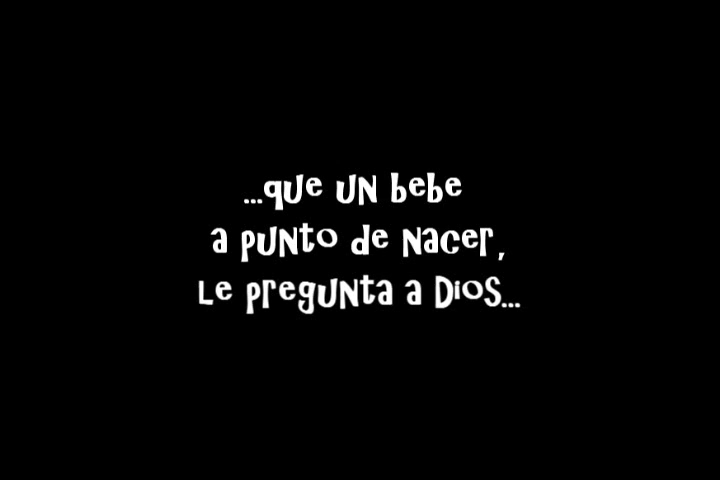 ...que un bebe
a punto de nacer,
Le pregunta a Dios...